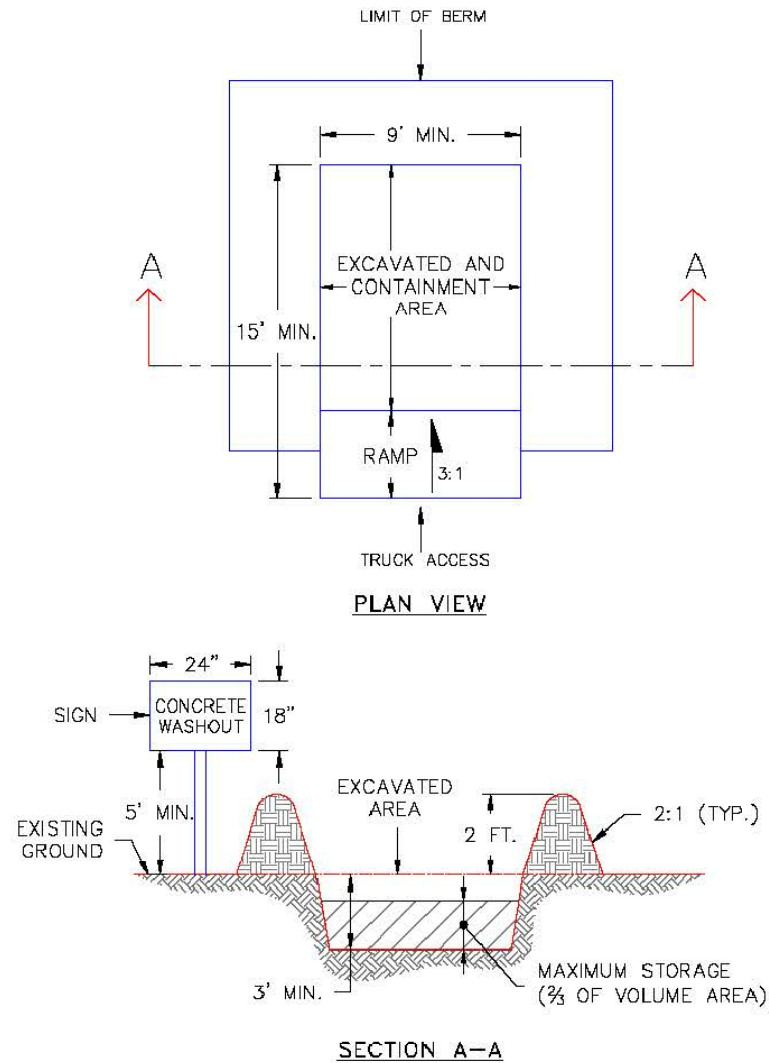 LIMIT OF BERM
9' MIN.
A
A
EXCAVATED AND
CONTAINMENT
AREA
15' MIN.
RAMP
3:1
TRUCK ACCESS
PLAN VIEW
24"
SIGN
CONCRETE
WASHOUT
18"
5' MIN.
EXCAVATED
AREA
2 FT.
2:1 (TYP.)
EXISTING
GROUND
3' MIN.
MAXIMUM STORAGE
(⅔ OF VOLUME AREA)
SECTION A-A